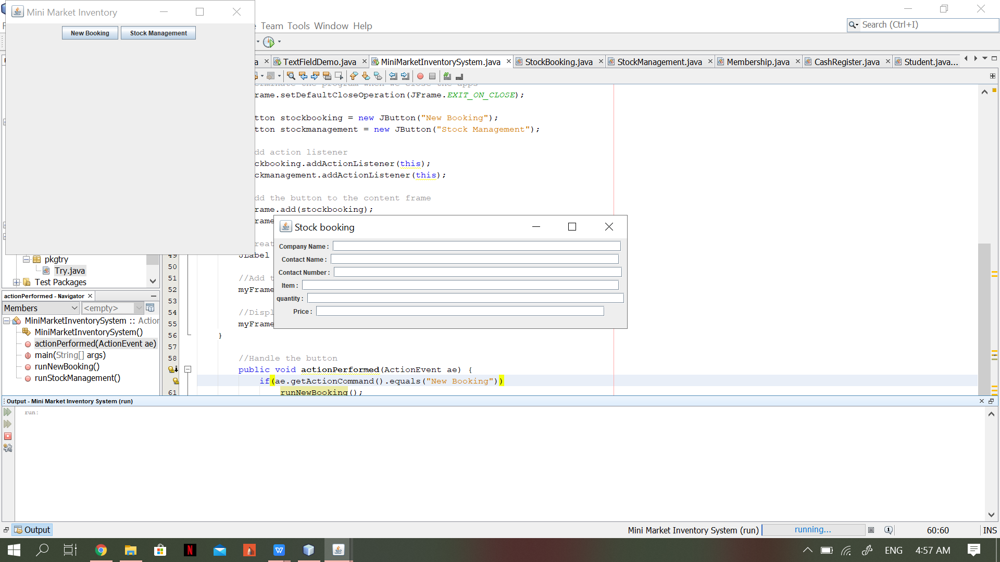 Mini Market Inventory
New Booking Stock Management
Team Tools Window Help
Search (Ctrl+I)
TextFieldDemo.java MiniMarketInventorySystem.java StockBooking.java StockManagement.java Membership.java CashRegister.java Student.java...
rame.setDefaultCloseOperation(JFrame.EXIT_ON_CLOSE);
tton stockbooking = new JButton("New Booking");
tton stockmanagement = new JButton("Stock Management");
dd action listener
ckbooking.addActionListener(this);
ckmanagement.addActionListener(this);
dd the button to the content frame
rame.add(stockbooking);
rame
reat
49 JLabel
50
51 //Add t
52 myFrame
53
54 //Displ
55 myFrame
56 }
57
58 //Handle the button
public void actionPerformed(ActionEvent ae) {
if(ae.getActionCommand().equals("New Booking"))
61 runNewBooking();
Stock booking
Company Name :
Contact Name :
Contact Number :
Item :
quantity :
Price :
pkgtry
Try.java
Test Packages
actionPerformed - Navigator
Members <empty>
MiniMarketInventorySystem :: Action
MiniMarketInventorySystem()
actionPerformed(ActionEvent ae)
main(String[] args)
runNewBooking()
runStockManagement()
Output - Mini Market Inventory System (run)
run:
Output
Mini Market Inventory System (run) running... 60:60 INS
ENG 4:57 AM